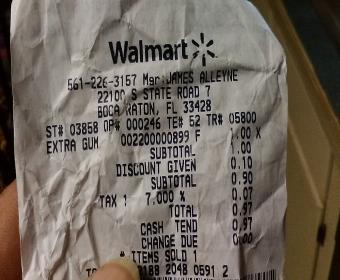 Walmart
561-226-3157 Mgr:JAMES ALLEYNE
22100 S STATE ROAD 7
BOCA RATON, FL 33428
ST# 03858 OP# 000246 TE# 52 TR# 05800
EXTRA GUM 002200000899 F 1.00 X
SUBTOTAL 1.00
DISCOUNT GIVEN 0.10
SUBTOTAL 0.90
TAX 1 7.000 % 0.07
TOTAL 0.97
CASH TEND 0.97
CHANGE DUE 0.00
# ITEMS SOLD 1
2048 0591 2